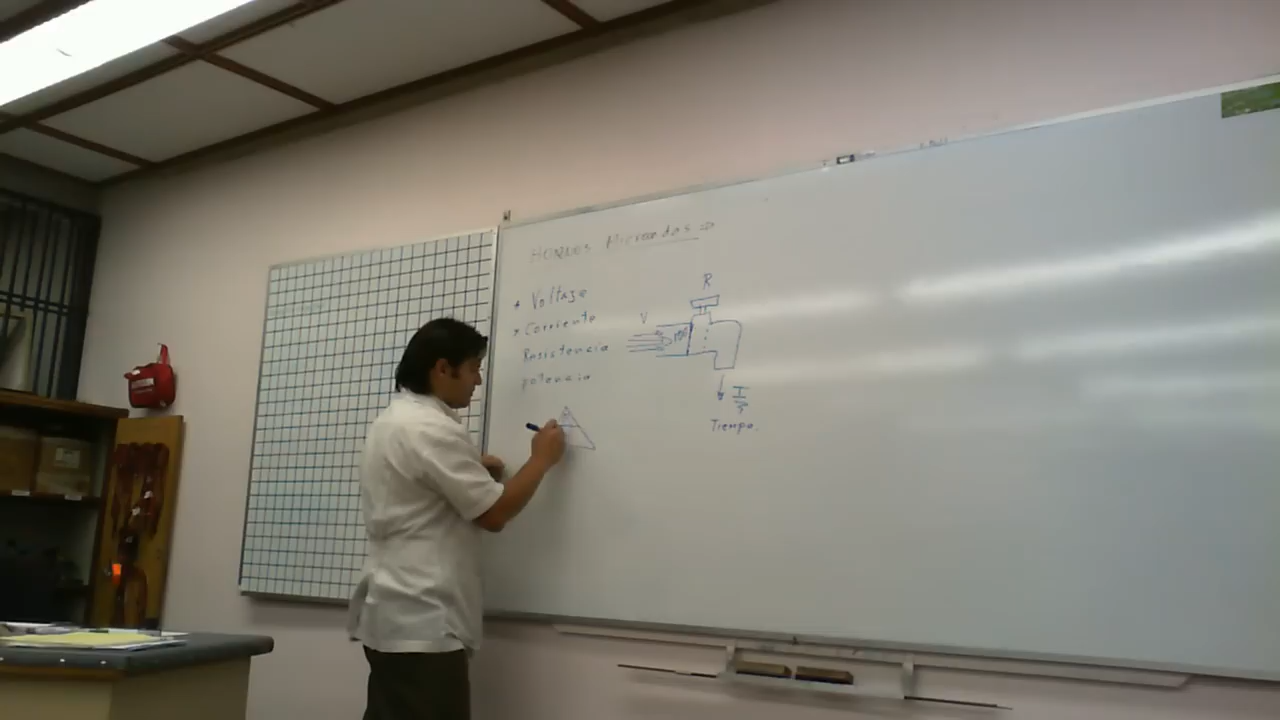 HORNOS Microondas ⇒
* Voltaje
* Corriente
Resistencia
potencia
R
V
I
Tiempo.